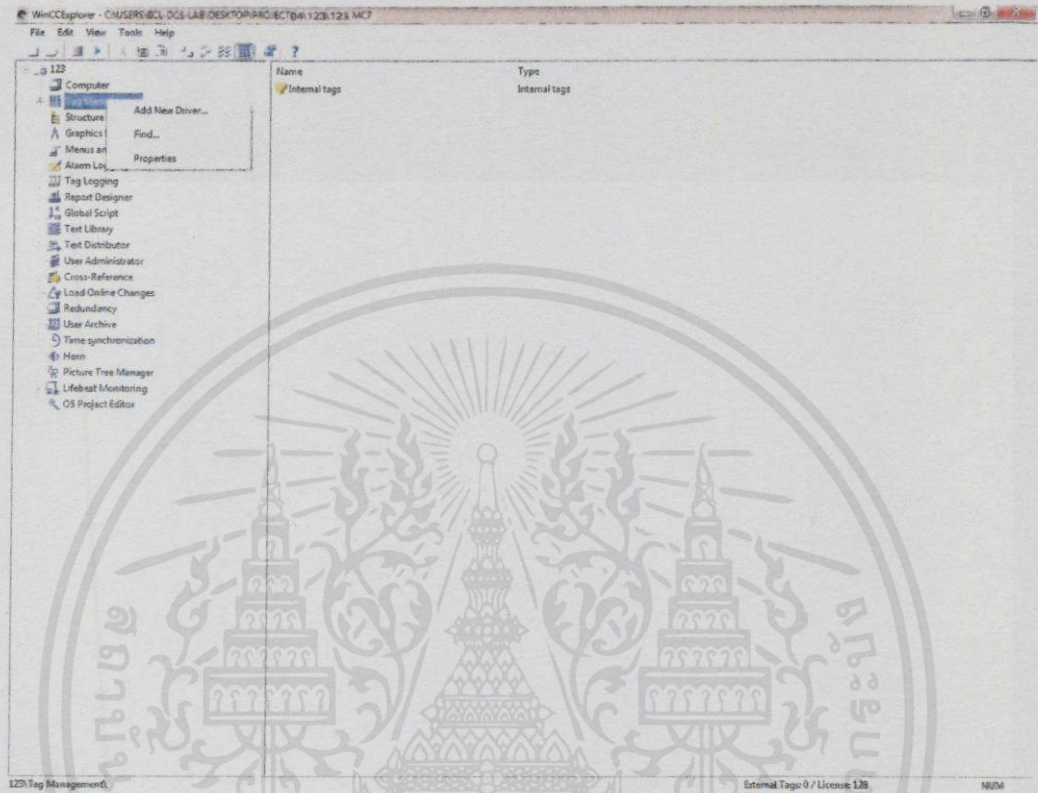 WinCCExplorer - C:\USERS\BCL-DCS-LAB\DESKTOP\PROJECT04\123\123.MCP
File Edit View Tools Help
123
Computer
Add New Driver...
Structure
Graphics
Find...
Menus an
Properties
Alarm Log
Tag Logging
Report Designer
Global Script
Text Library
Text Distributor
User Administrator
Cross-Reference
Load Online Changes
Redundancy
User Archive
Time synchronization
Horn
Picture Tree Manager
Lifebeat Monitoring
OS Project Editor
Name Type
Internal tags Internal tags
123\Tag Management\ External Tags: 0 / License: 128 NUM